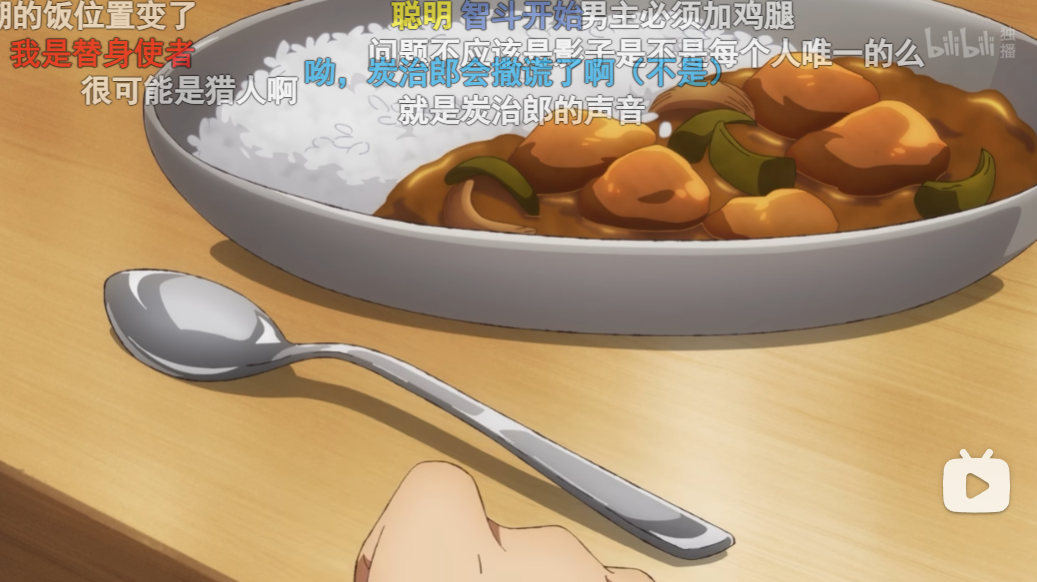 的饭位置变了
聪明
智斗开始
男主必须加鸡腿
我是替身使者
问题不应该是影子是不是每个人唯一的么
bilibili 独播
呦，炭治郎会撒谎了啊（不是）
很可能是猎人啊
就是炭治郎的声音